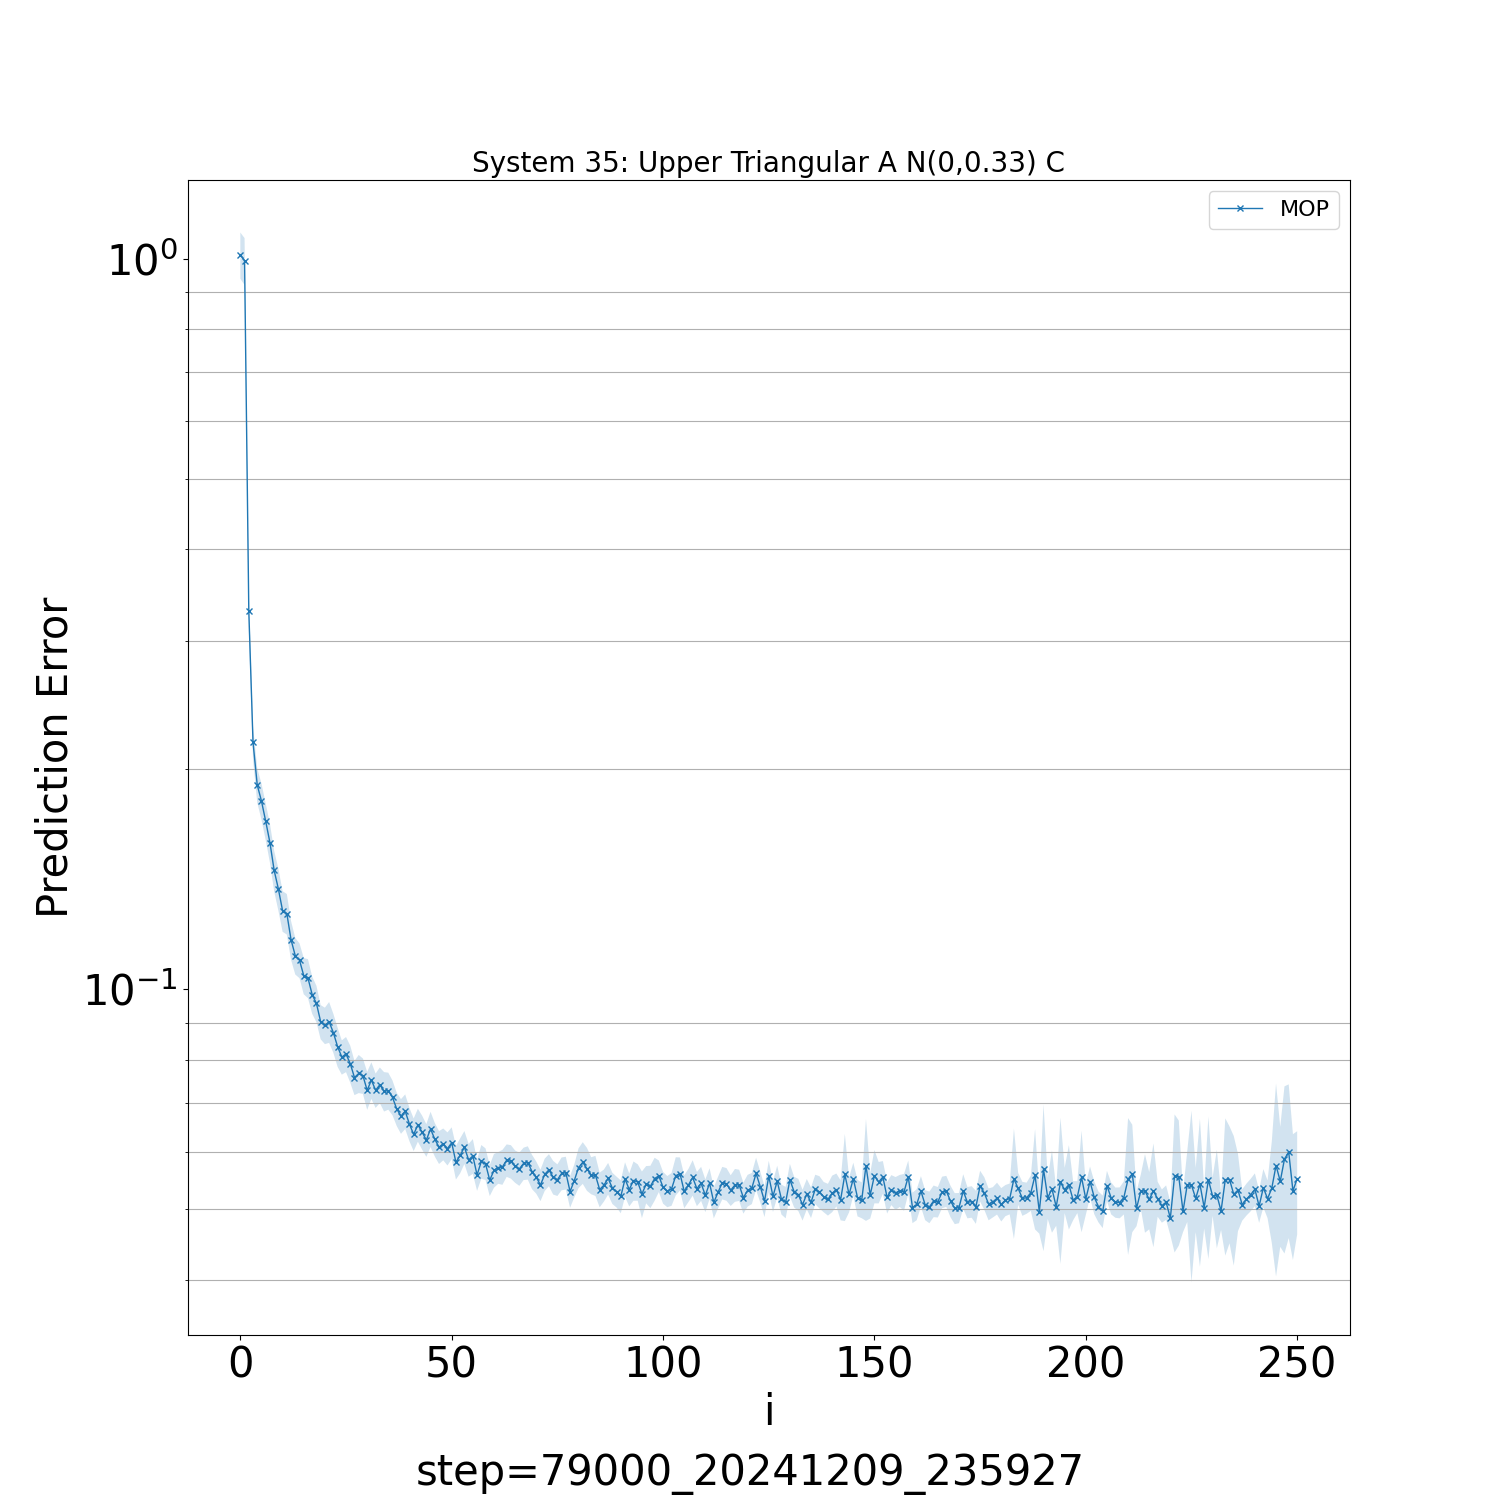 System 35: Upper Triangular A N(0,0.33) C
MOP
10⁰
10⁻¹
Prediction Error
0 50 100 150 200 250
i
step=79000_20241209_235927